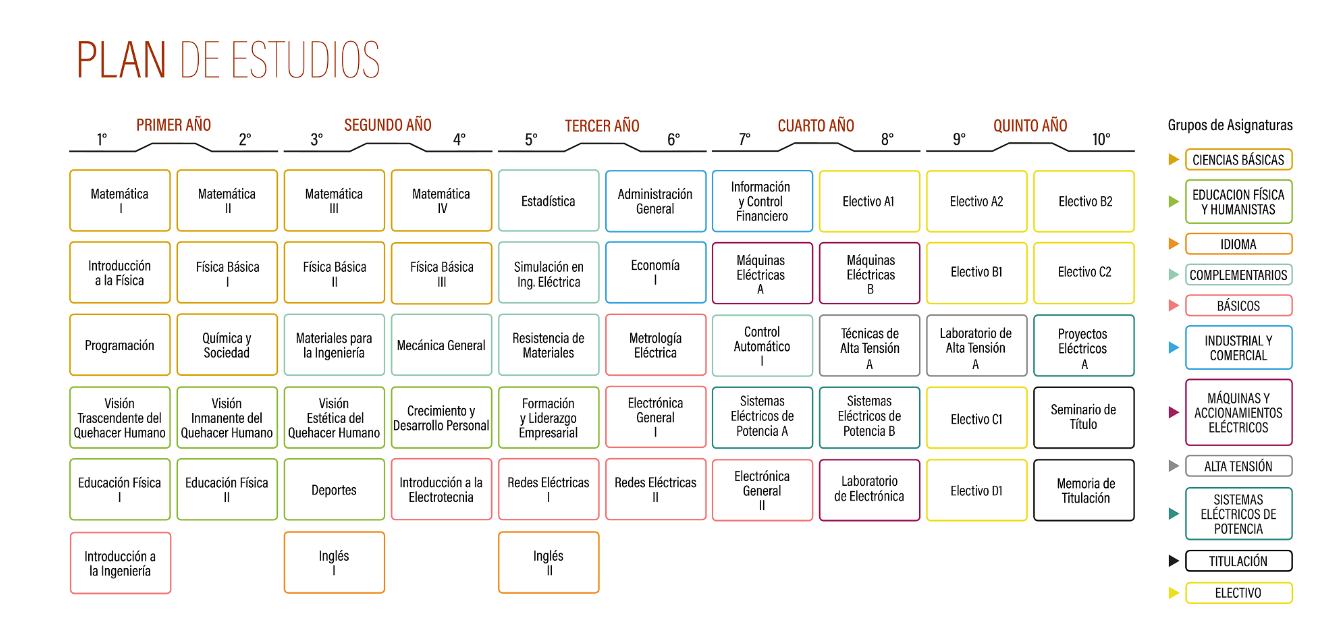 PLAN DE ESTUDIOS
PRIMER AÑO
SEGUNDO AÑO
TERCER AÑO
CUARTO AÑO
QUINTO AÑO
Grupos de Asignaturas
1°
2°
3°
4°
5°
6°
7°
8°
9°
10°
Matemática
I
Matemática
II
Matemática
III
Matemática
IV
Estadística
Administración
General
Información
y Control
Financiero
Electivo A1
Electivo A2
Electivo B2
Introducción
a la Física
Física Básica
I
Física Básica
II
Física Básica
III
Simulación en
Ing. Eléctrica
Economía
I
Máquinas
Eléctricas
A
Máquinas
Eléctricas
B
Electivo B1
Electivo C2
Programación
Química y
Sociedad
Materiales para
la Ingeniería
Mecánica General
Resistencia de
Materiales
Metrología
Eléctrica
Control
Automático
I
Técnicas de
Alta Tensión
A
Laboratorio de
Alta Tensión
A
Proyectos
Eléctricos
A
Visión
Trascendente del
Quehacer Humano
Visión
Inmanente del
Quehacer Humano
Visión
Estética del
Quehacer Humano
Crecimiento y
Desarrollo Personal
Formación
y Liderazgo
Empresarial
Electrónica
General
I
Sistemas
Eléctricos de
Potencia A
Sistemas
Eléctricos de
Potencia B
Electivo C1
Seminario de
Título
Educación Física
I
Educación Física
II
Deportes
Introducción a la
Electrotecnia
Redes Eléctricas
I
Redes Eléctricas
II
Electrónica
General
II
Laboratorio
de Electrónica
Electivo D1
Memoria de
Titulación
Introducción a
la Ingeniería
Inglés
I
Inglés
II
CIENCIAS BÁSICAS
EDUCACION FÍSICA
Y HUMANISTAS
IDIOMA
COMPLEMENTARIOS
BÁSICOS
INDUSTRIAL Y
COMERCIAL
MÁQUINAS Y
ACCIONAMIENTOS
ELÉCTRICOS
ALTA TENSIÓN
SISTEMAS
ELÉCTRICOS DE
POTENCIA
TITULACIÓN
ELECTIVO